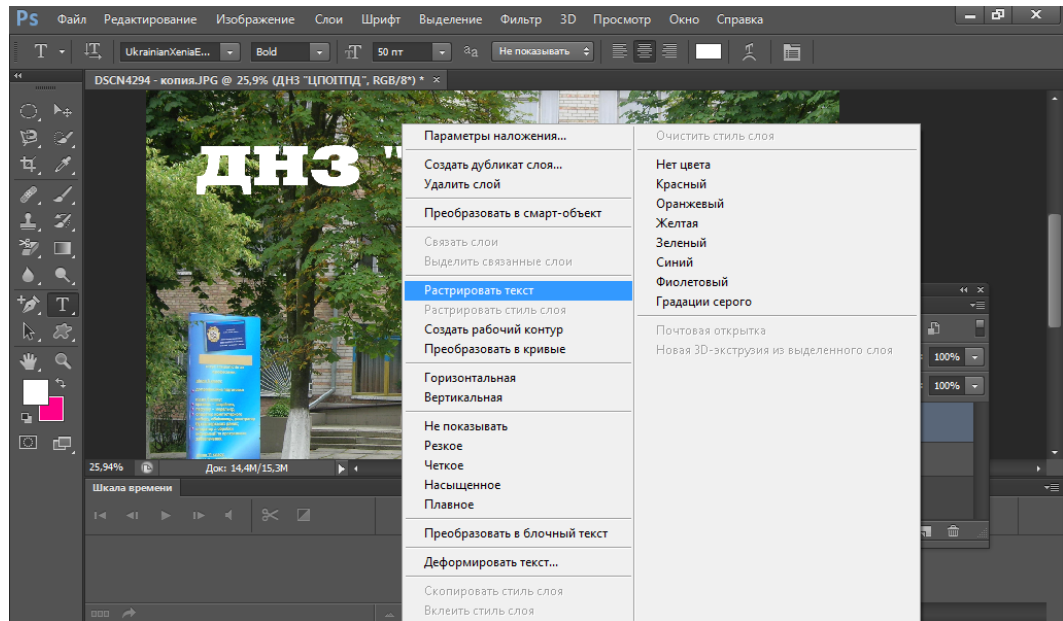 Ps Файл Редактирование Изображение Слои Шрифт Выделение Фильтр 3D Просмотр Окно Справка
T UkrainianXeniaE... Bold 50 пт Не показывать
DSCN4294 - копия.JPG @ 25,9% (ДНЗ "ЦПОІТПД", RGB/8*) * ×
ДНЗ "
Параметры наложения...
Создать дубликат слоя...
Удалить слой
Преобразовать в смарт-объект
Связать слои
Выделить связанные слои
Растрировать текст
Растрировать стиль слоя
Создать рабочий контур
Преобразовать в кривые
Горизонтальная
Вертикальная
Не показывать
Резкое
Четкое
Насыщенное
Плавное
Преобразовать в блочный текст
Деформировать текст...
Скопировать стиль слоя
Вклеить стиль слоя
Очистить стиль слоя
Нет цвета
Красный
Оранжевый
Желтая
Зеленый
Синий
Фиолетовый
Градации серого
Почтовая открытка
Новая 3D-экструзия из выделенного слоя
100%
100%
25,94% Док: 14,4M/15,3M
Шкала времени